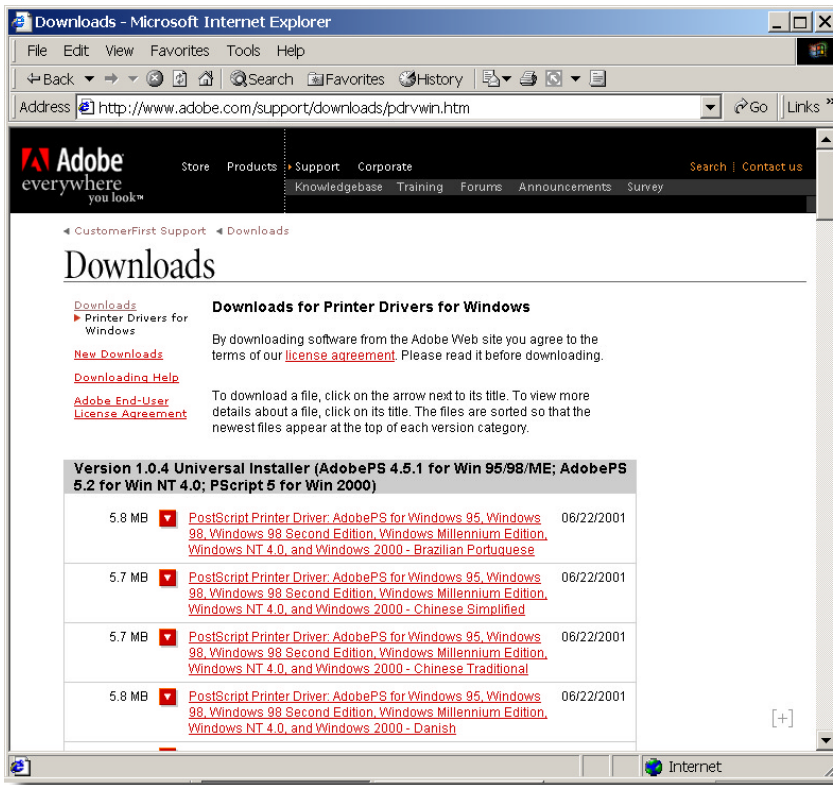 Downloads - Microsoft Internet Explorer
File Edit View Favorites Tools Help
Back Search Favorites History
Address http://www.adobe.com/support/downloads/pdrvwin.htm Go Links »
Adobe
everywhere
you look™
Store Products Support Corporate Search | Contact us
Knowledgebase Training Forums Announcements Survey
CustomerFirst Support Downloads
Downloads
Downloads
Printer Drivers for
Windows
New Downloads
Downloading Help
Adobe End-User
License Agreement
Downloads for Printer Drivers for Windows
By downloading software from the Adobe Web site you agree to the
terms of our license agreement. Please read it before downloading.
To download a file, click on the arrow next to its title. To view more
details about a file, click on its title. The files are sorted so that the
newest files appear at the top of each version category.
Version 1.0.4 Universal Installer (AdobePS 4.5.1 for Win 95/98/ME; AdobePS
5.2 for Win NT 4.0; PScript 5 for Win 2000)
5.8 MB PostScript Printer Driver: AdobePS for Windows 95, Windows 06/22/2001
98, Windows 98 Second Edition, Windows Millennium Edition,
Windows NT 4.0, and Windows 2000 - Brazilian Portuguese
5.7 MB PostScript Printer Driver: AdobePS for Windows 95, Windows 06/22/2001
98, Windows 98 Second Edition, Windows Millennium Edition,
Windows NT 4.0, and Windows 2000 - Chinese Simplified
5.7 MB PostScript Printer Driver: AdobePS for Windows 95, Windows 06/22/2001
98, Windows 98 Second Edition, Windows Millennium Edition,
Windows NT 4.0, and Windows 2000 - Chinese Traditional
5.8 MB PostScript Printer Driver: AdobePS for Windows 95, Windows 06/22/2001
98, Windows 98 Second Edition, Windows Millennium Edition,
Windows NT 4.0, and Windows 2000 - Danish
[+]
Internet